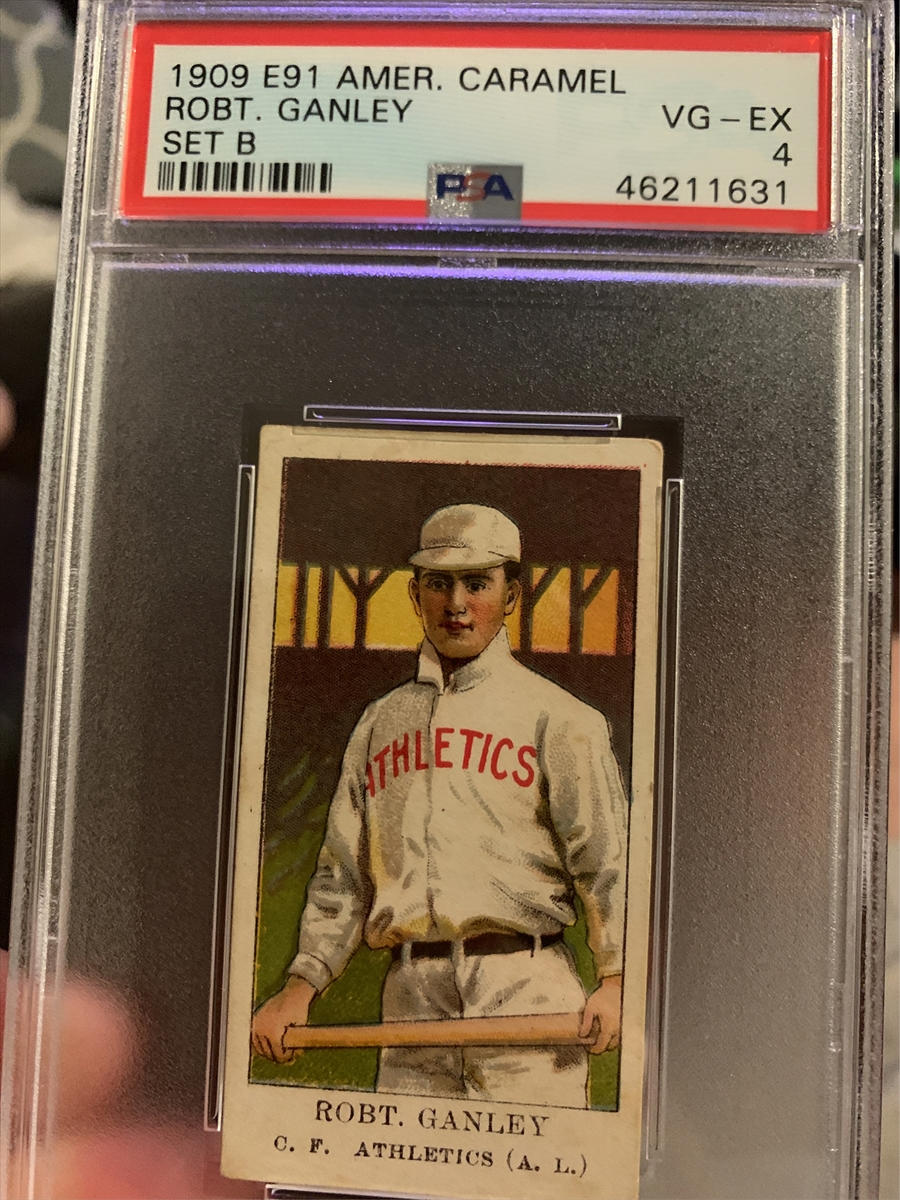 1909 E91 AMER. CARAMEL
ROBT. GANLEY VG-EX
SET B 4
PSA 46211631
ATHLETICS
ROBT. GANLEY
C. F. ATHLETICS (A. L.)